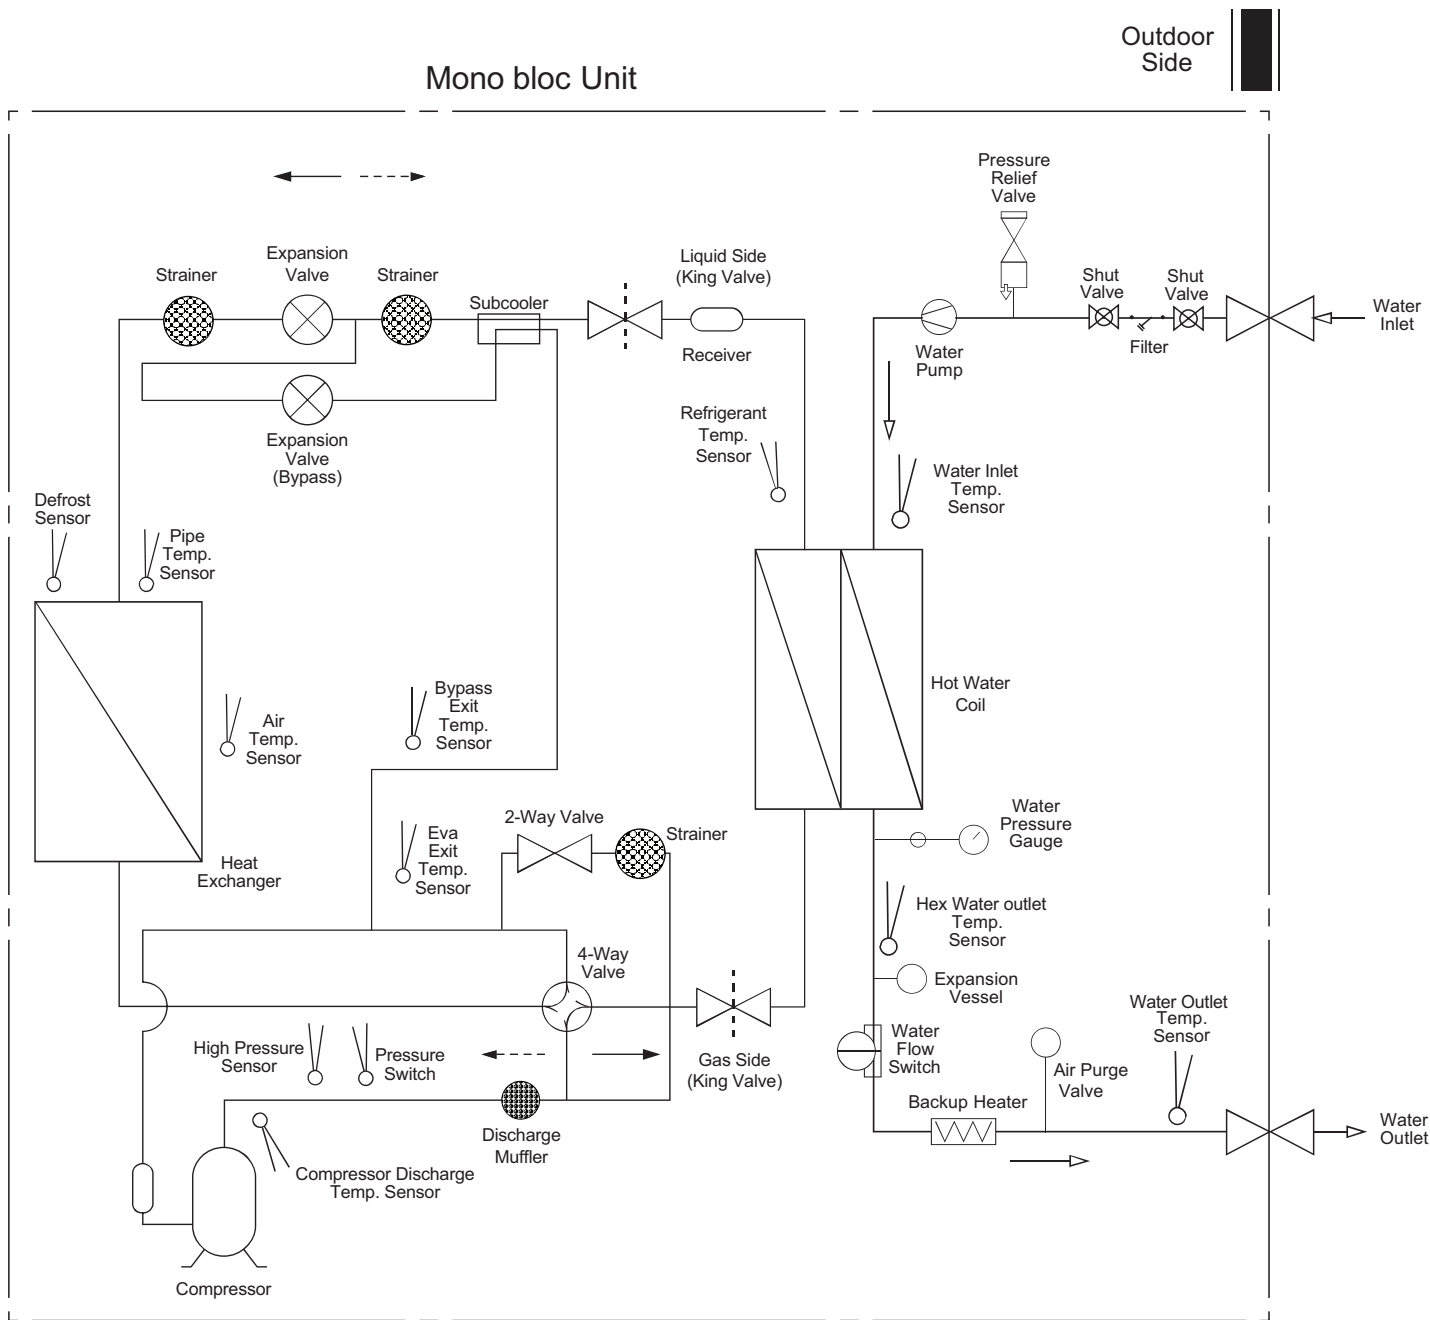 Outdoor
Side
Mono bloc Unit
Pressure
Relief
Valve
Strainer
Expansion
Valve
Strainer
Subcooler
Liquid Side
(King Valve)
Receiver
Shut
Valve
Shut
Valve
Water
Inlet
Water
Pump
Filter
Expansion
Valve
(Bypass)
Refrigerant
Temp.
Sensor
Water Inlet
Temp.
Sensor
Defrost
Sensor
Pipe
Temp.
Sensor
Air
Temp.
Sensor
Bypass
Exit
Temp.
Sensor
Hot Water
Coil
Heat
Exchanger
Eva
Exit
Temp.
Sensor
2-Way Valve
Strainer
Water
Pressure
Gauge
Hex Water outlet
Temp.
Sensor
4-Way
Valve
Expansion
Vessel
Water Outlet
Temp.
Sensor
High Pressure
Sensor
Pressure
Switch
Gas Side
(King Valve)
Water
Flow
Switch
Air Purge
Valve
Backup Heater
Water
Outlet
Discharge
Muffler
Compressor Discharge
Temp. Sensor
Compressor